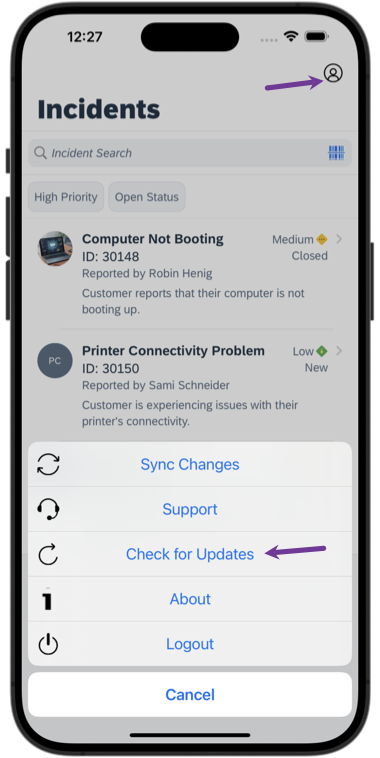 12:27
Incidents
Incident Search
High Priority Open Status
Computer Not Booting Medium
ID: 30148 Closed
Reported by Robin Henig
Customer reports that their computer is not
booting up.
PC Printer Connectivity Problem Low
ID: 30150 New
Reported by Sami Schneider
Customer is experiencing issues with their
printer's connectivity.
Sync Changes
Support
Check for Updates
1 About
Logout
Cancel